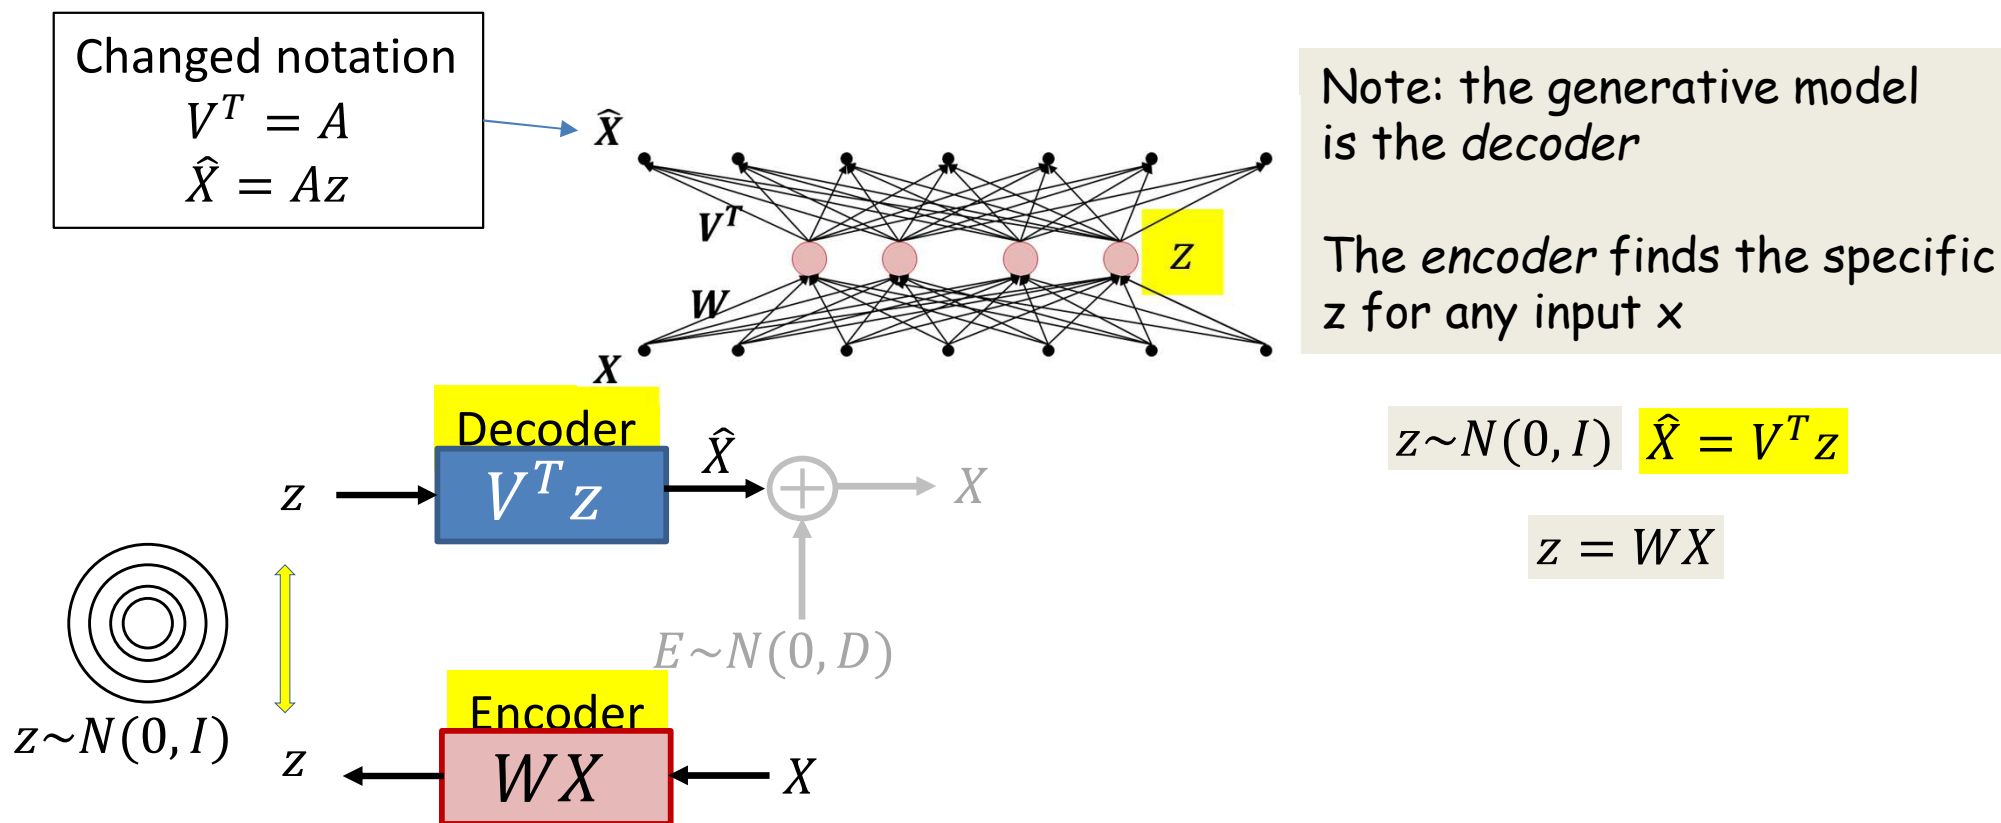 Changed notation
V^T = A
X̂ = Az
X̂
V^T
z
W
X
Note: the generative model
is the decoder
The encoder finds the specific
z for any input x
z~N(0, I)
X̂ = V^T z
z = WX
Decoder
z
V^T z
X̂
X
E~N(0, D)
z~N(0, I)
Encoder
z
WX
X